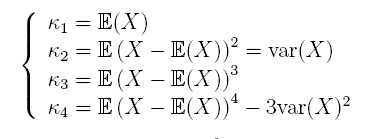 κ₁ = 𝔼(X)
κ₂ = 𝔼 (X − 𝔼(X))² = var(X)
κ₃ = 𝔼 (X − 𝔼(X))³
κ₄ = 𝔼 (X − 𝔼(X))⁴ − 3var(X)²